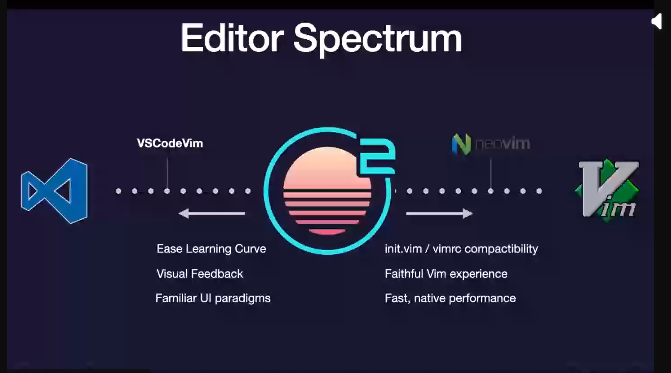 Editor Spectrum
VSCodeVim
neovim
2
Vim
Ease Learning Curve
Visual Feedback
Familiar UI paradigms
init.vim / vimrc compactibility
Faithful Vim experience
Fast, native performance